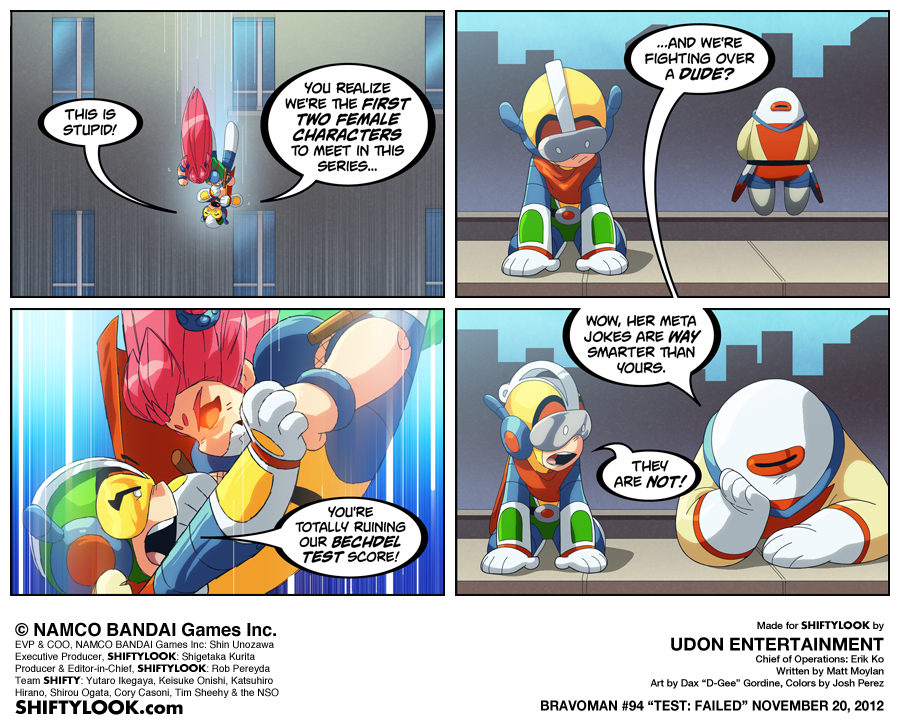 THIS IS
STUPID!
YOU REALIZE
WE'RE THE FIRST
TWO FEMALE
CHARACTERS
TO MEET IN THIS
SERIES...
...AND WE'RE
FIGHTING OVER
A DUDE?
YOU'RE
TOTALLY RUINING
OUR BECHDEL
TEST SCORE!
WOW, HER META
JOKES ARE WAY
SMARTER THAN
YOURS.
THEY
ARE NOT!
© NAMCO BANDAI Games Inc.
EVP & COO, NAMCO BANDAI Games Inc: Shin Unozawa
Executive Producer, SHIFTYLOOK: Shigetaka Kurita
Producer & Editor-in-Chief, SHIFTYLOOK: Rob Pereyda
Team SHIFTY: Yutaro Ikegaya, Keisuke Onishi, Katsuhiro
Hirano, Shirou Ogata, Cory Casoni, Tim Sheehy & the NSO
SHIFTYLOOK.com
Made for SHIFTYLOOK by
UDON ENTERTAINMENT
Chief of Operations: Erik Ko
Written by Matt Moylan
Art by Dax “D-Gee” Gordine, Colors by Josh Perez
BRAVOMAN #94 “TEST: FAILED” NOVEMBER 20, 2012